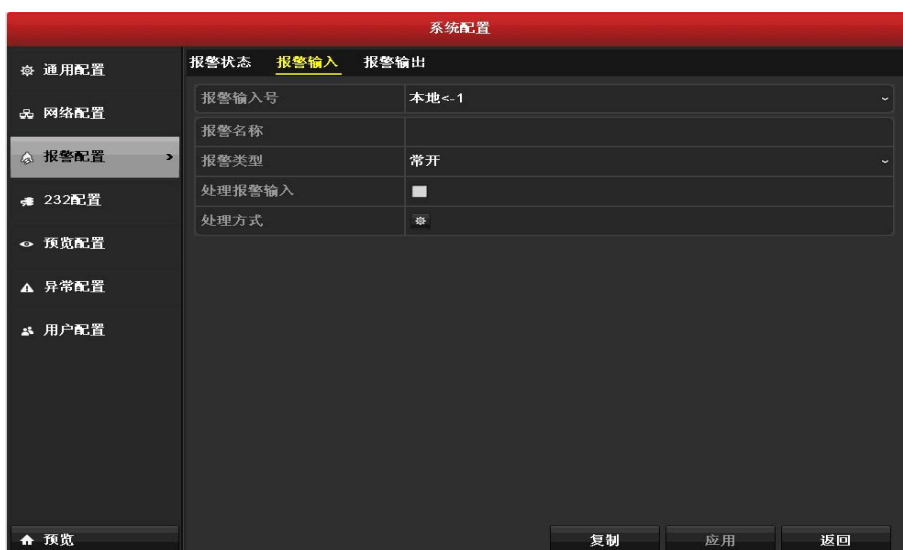 系统配置
通用配置
网络配置
报警配置
232配置
预览配置
异常配置
用户配置
预览
报警状态 报警输入 报警输出
报警输入号 本地<-1
报警名称
报警类型 常开
处理报警输入
处理方式
复制 应用 返回